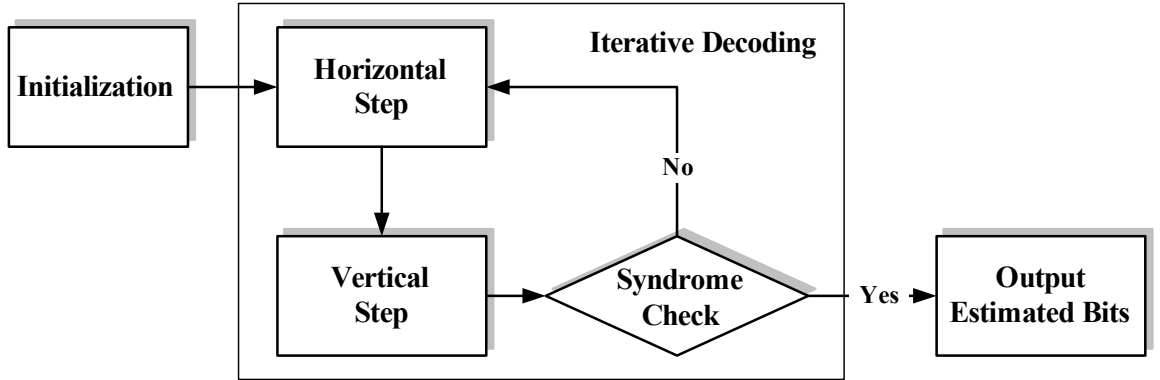 Iterative Decoding
Initialization
Horizontal
Step
No
Vertical
Step
Syndrome
Check
Yes
Output
Estimated Bits